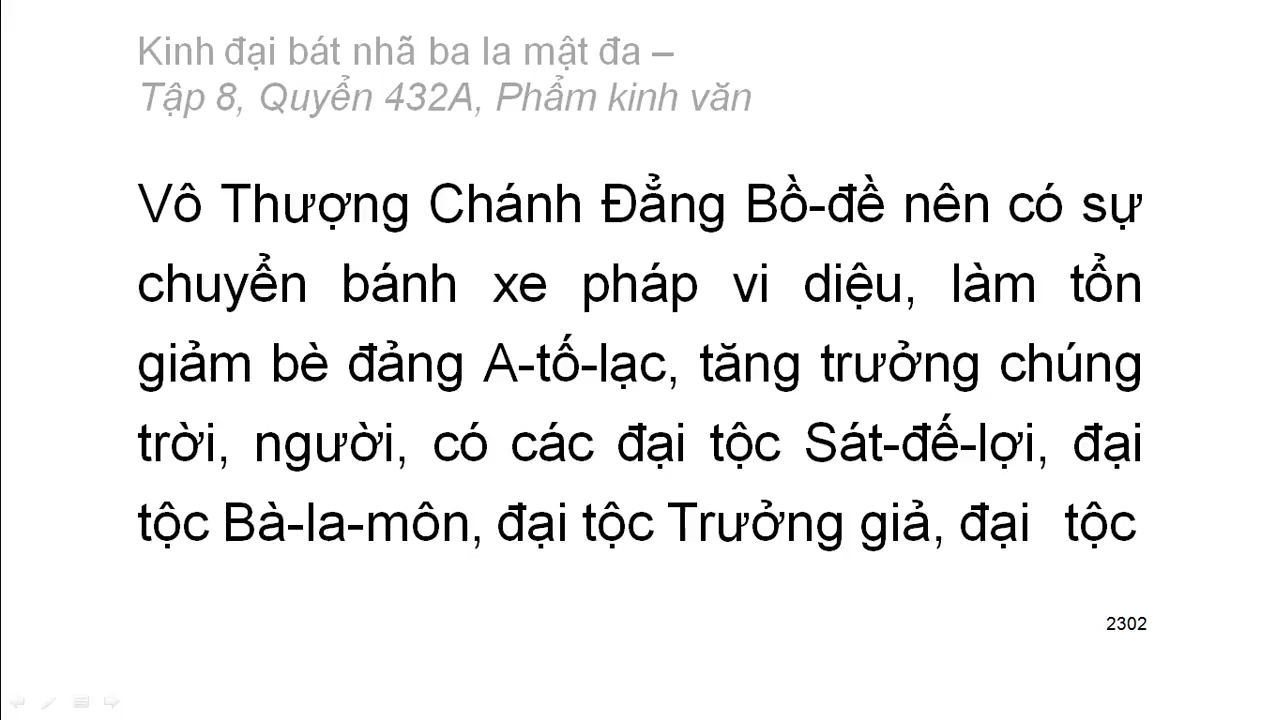 Kinh đại bát nhã ba la mật đa –
Tập 8, Quyển 432A, Phẩm kinh văn
Vô Thượng Chánh Đẳng Bồ-đề nên có sự
chuyển bánh xe pháp vi diệu, làm tổn
giảm bè đảng A-tố-lạc, tăng trưởng chúng
trời, người, có các đại tộc Sát-đế-lợi, đại
tộc Bà-la-môn, đại tộc Trưởng giả, đại tộc
2302